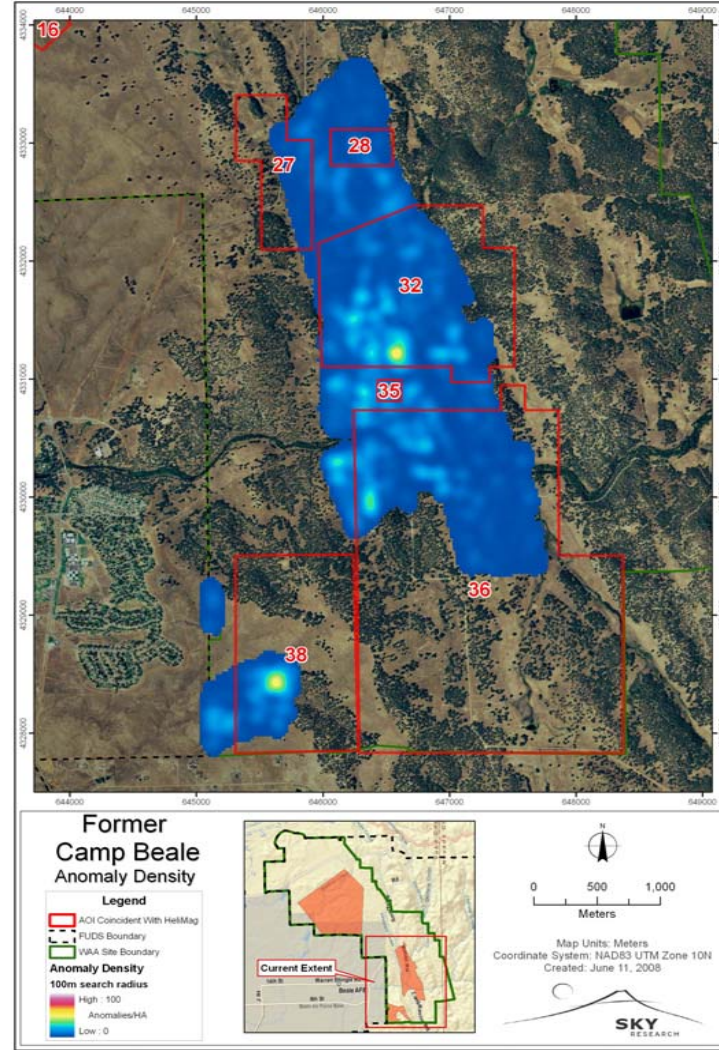 16
27
28
32
35
36
38
4334000
4333000
4332000
4331000
4330000
4329000
4328000
644000
645000
646000
647000
648000
649000
Former
Camp Beale
Anomaly Density
Legend
AOI Coincident With HeliMag
FUDS Boundary
WAA Site Boundary
Anomaly Density
100m search radius
High : 100
Anomalies/HA
Low : 0
Current Extent
Beale AFB
N
0 500 1,000
Meters
Map Units: Meters
Coordinate System: NAD83 UTM Zone 10N
Created: June 11, 2008
SKY
RESEARCH